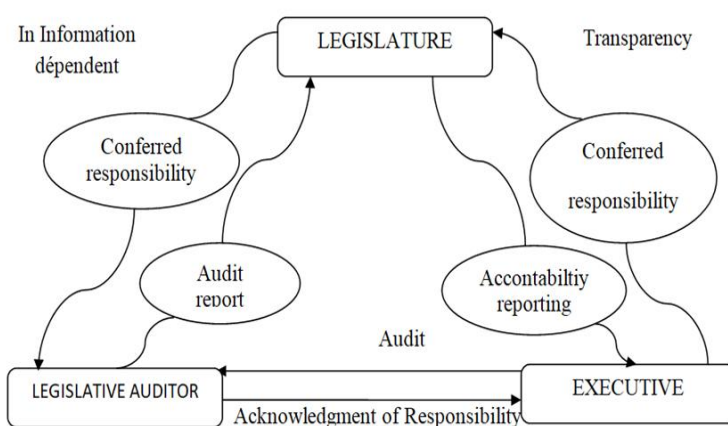 In Information
dépendent
LEGISLATURE
Transparency
Conferred
responsibility
Conferred
responsibility
Audit
report
Accontabiltiy
reporting
Audit
LEGISLATIVE AUDITOR
EXECUTIVE
Acknowledgment of Responsibility